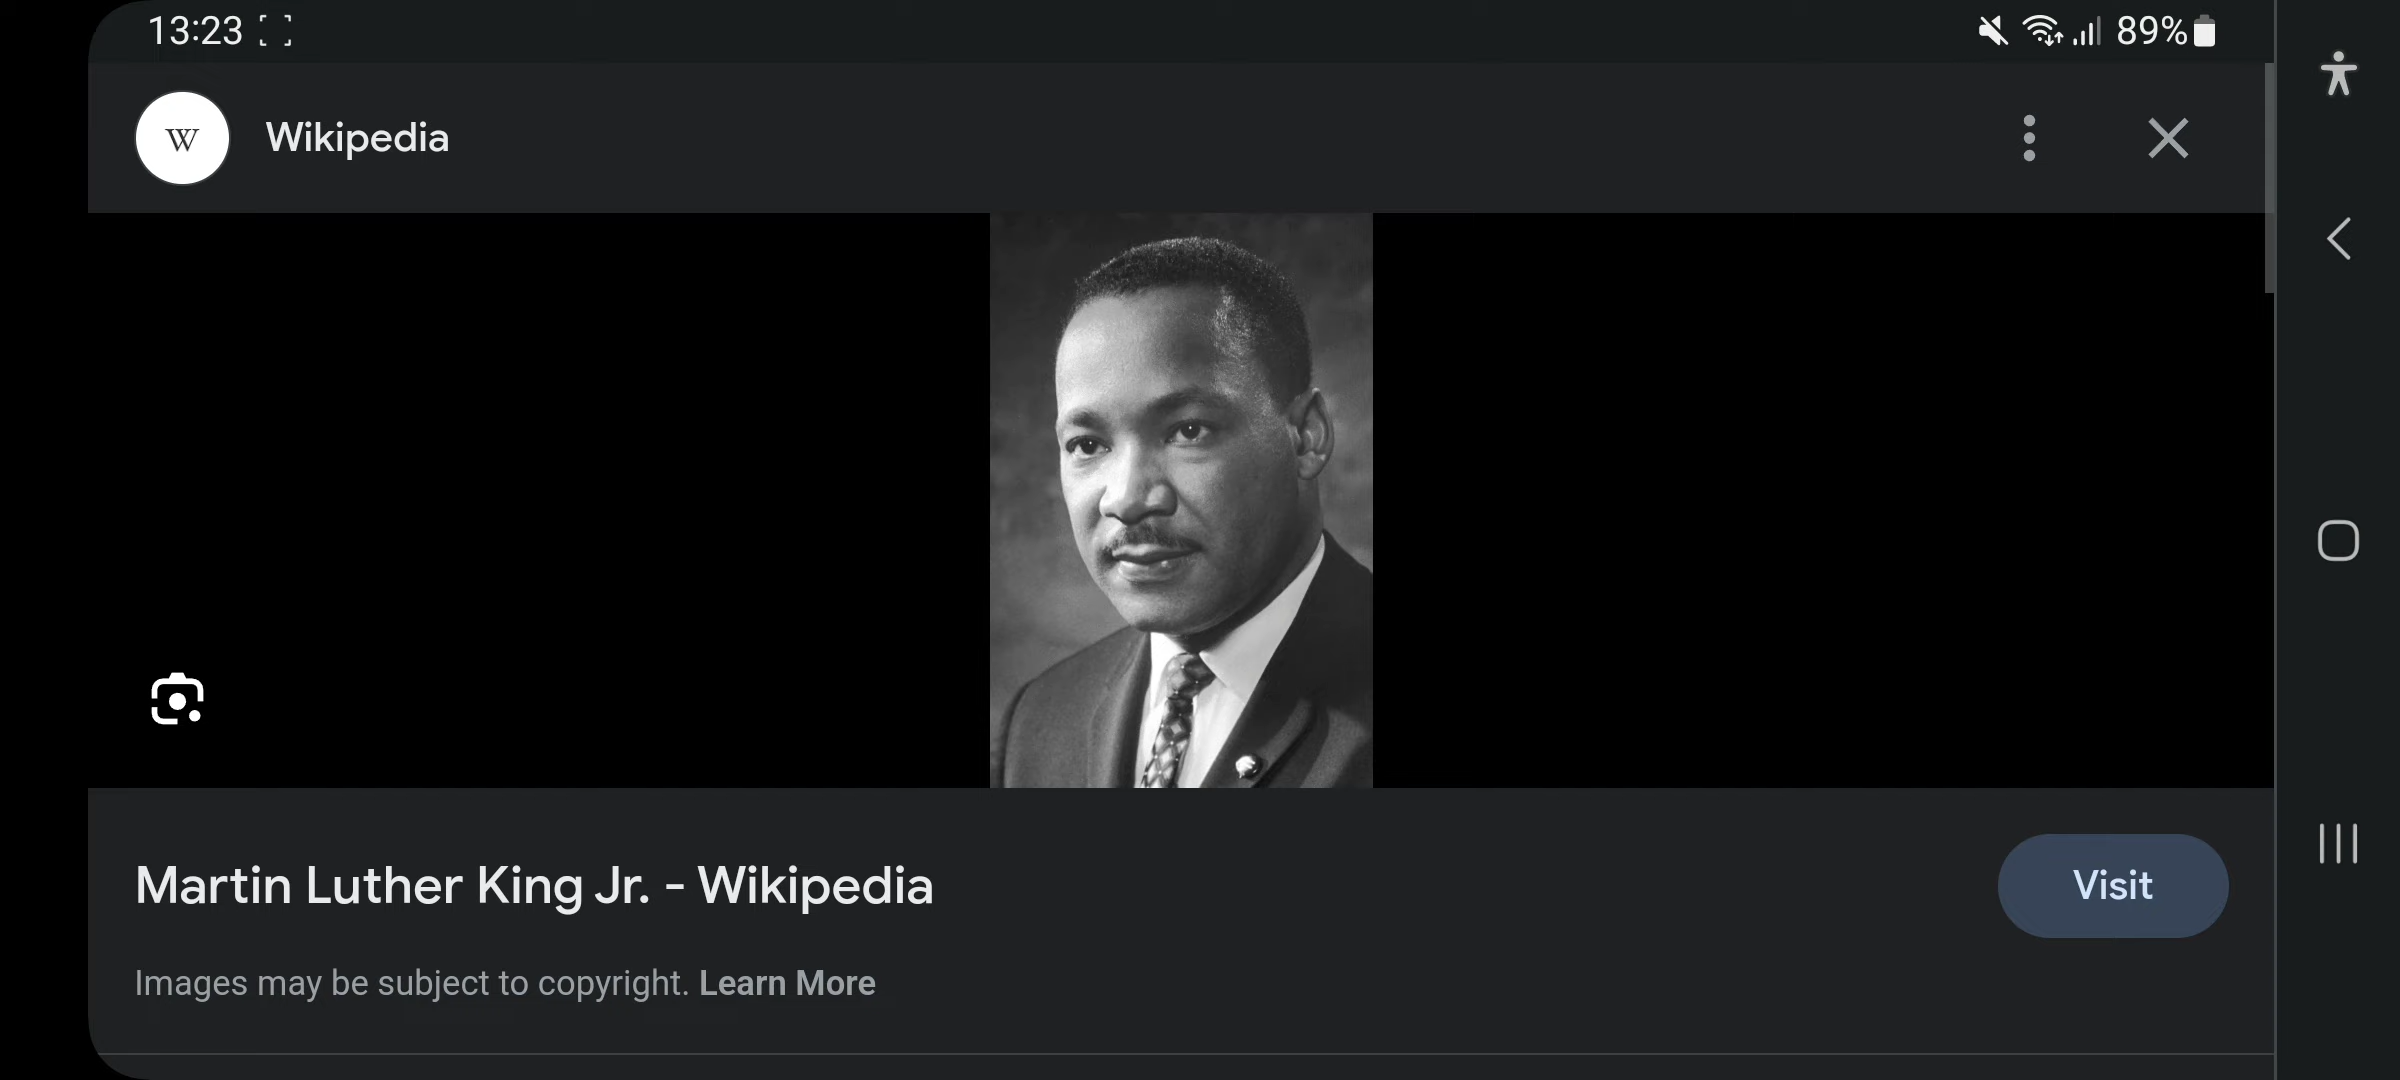 13:23
89%
W
Wikipedia
Martin Luther King Jr. - Wikipedia
Visit
Images may be subject to copyright. Learn More